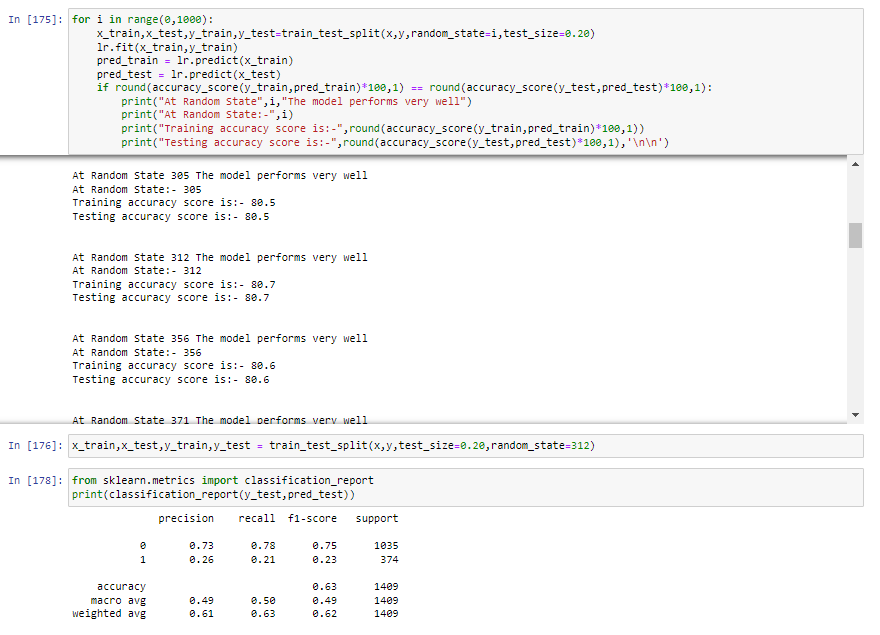 In [175]: for i in range(0,1000):
    x_train,x_test,y_train,y_test=train_test_split(x,y,random_state=i,test_size=0.20)
    lr.fit(x_train,y_train)
    pred_train = lr.predict(x_train)
    pred_test = lr.predict(x_test)
    if round(accuracy_score(y_train,pred_train)*100,1) == round(accuracy_score(y_test,pred_test)*100,1):
        print("At Random State",i,"The model performs very well")
        print("At Random State:-",i)
        print("Training accuracy score is:-",round(accuracy_score(y_train,pred_train)*100,1))
        print("Testing accuracy score is:-",round(accuracy_score(y_test,pred_test)*100,1),'\n\n')
At Random State 305 The model performs very well
At Random State:- 305
Training accuracy score is:- 80.5
Testing accuracy score is:- 80.5
At Random State 312 The model performs very well
At Random State:- 312
Training accuracy score is:- 80.7
Testing accuracy score is:- 80.7
At Random State 356 The model performs very well
At Random State:- 356
Training accuracy score is:- 80.6
Testing accuracy score is:- 80.6
At Random State 371 The model performs very well
In [176]: x_train,x_test,y_train,y_test = train_test_split(x,y,test_size=0.20,random_state=312)
In [178]: from sklearn.metrics import classification_report
print(classification_report(y_test,pred_test))
precision recall f1-score support
0 0.73 0.78 0.75 1035
1 0.26 0.21 0.23 374
accuracy 0.63 1409
macro avg 0.49 0.50 0.49 1409
weighted avg 0.61 0.63 0.62 1409